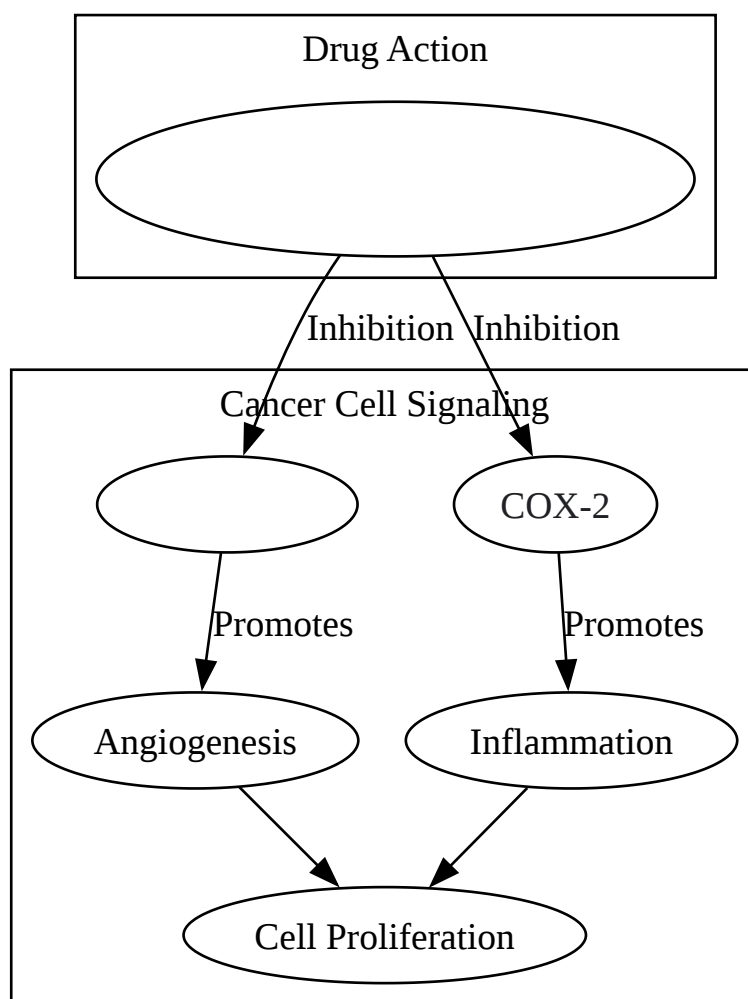 Drug Action
Inhibition Inhibition
Cancer Cell Signaling
COX-2
Promotes Promotes
Angiogenesis Inflammation
Cell Proliferation